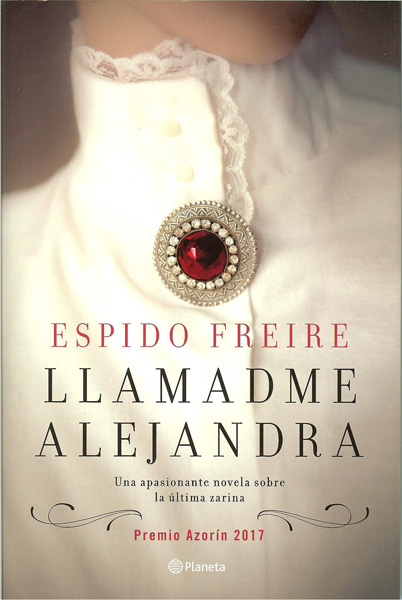 ESPIDO FREIRE
LLAMADME
ALEJANDRA
Una apasionante novela sobre
la última zarina
Premio Azorín 2017
Planeta